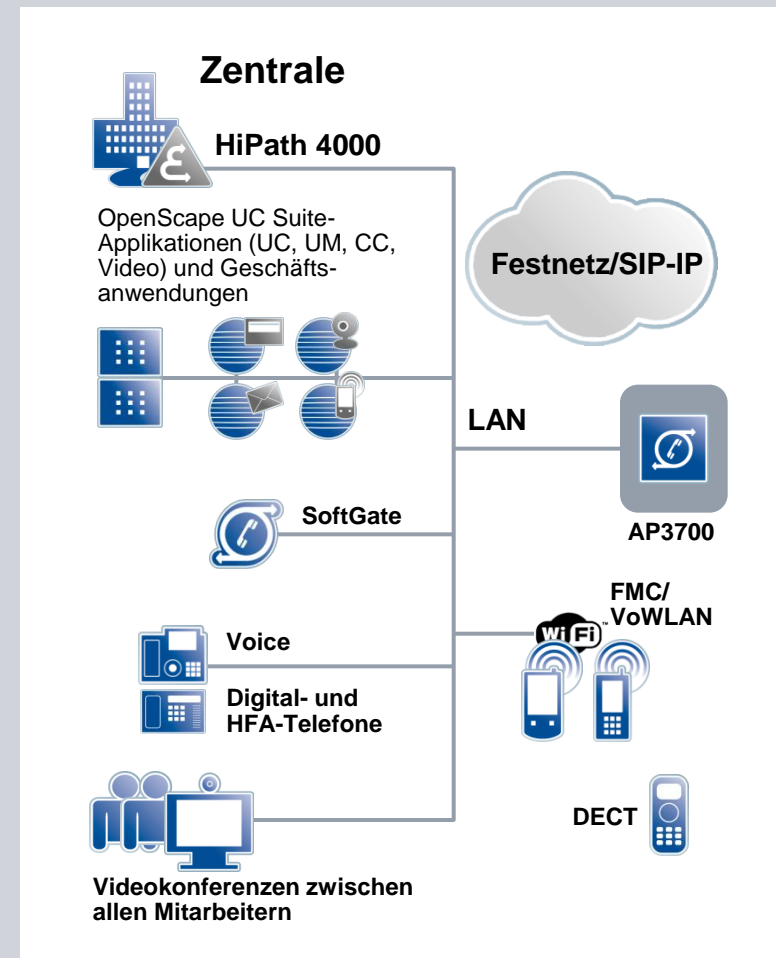 Zentrale
HiPath 4000
OpenScape UC Suite-
Applikationen (UC, UM, CC,
Video) und Geschäfts-
anwendungen
Festnetz/SIP-IP
LAN
AP3700
SoftGate
FMC/
VoWLAN
Wi Fi™
Voice
Digital- und
HFA-Telefone
DECT
Videokonferenzen zwischen
allen Mitarbeitern